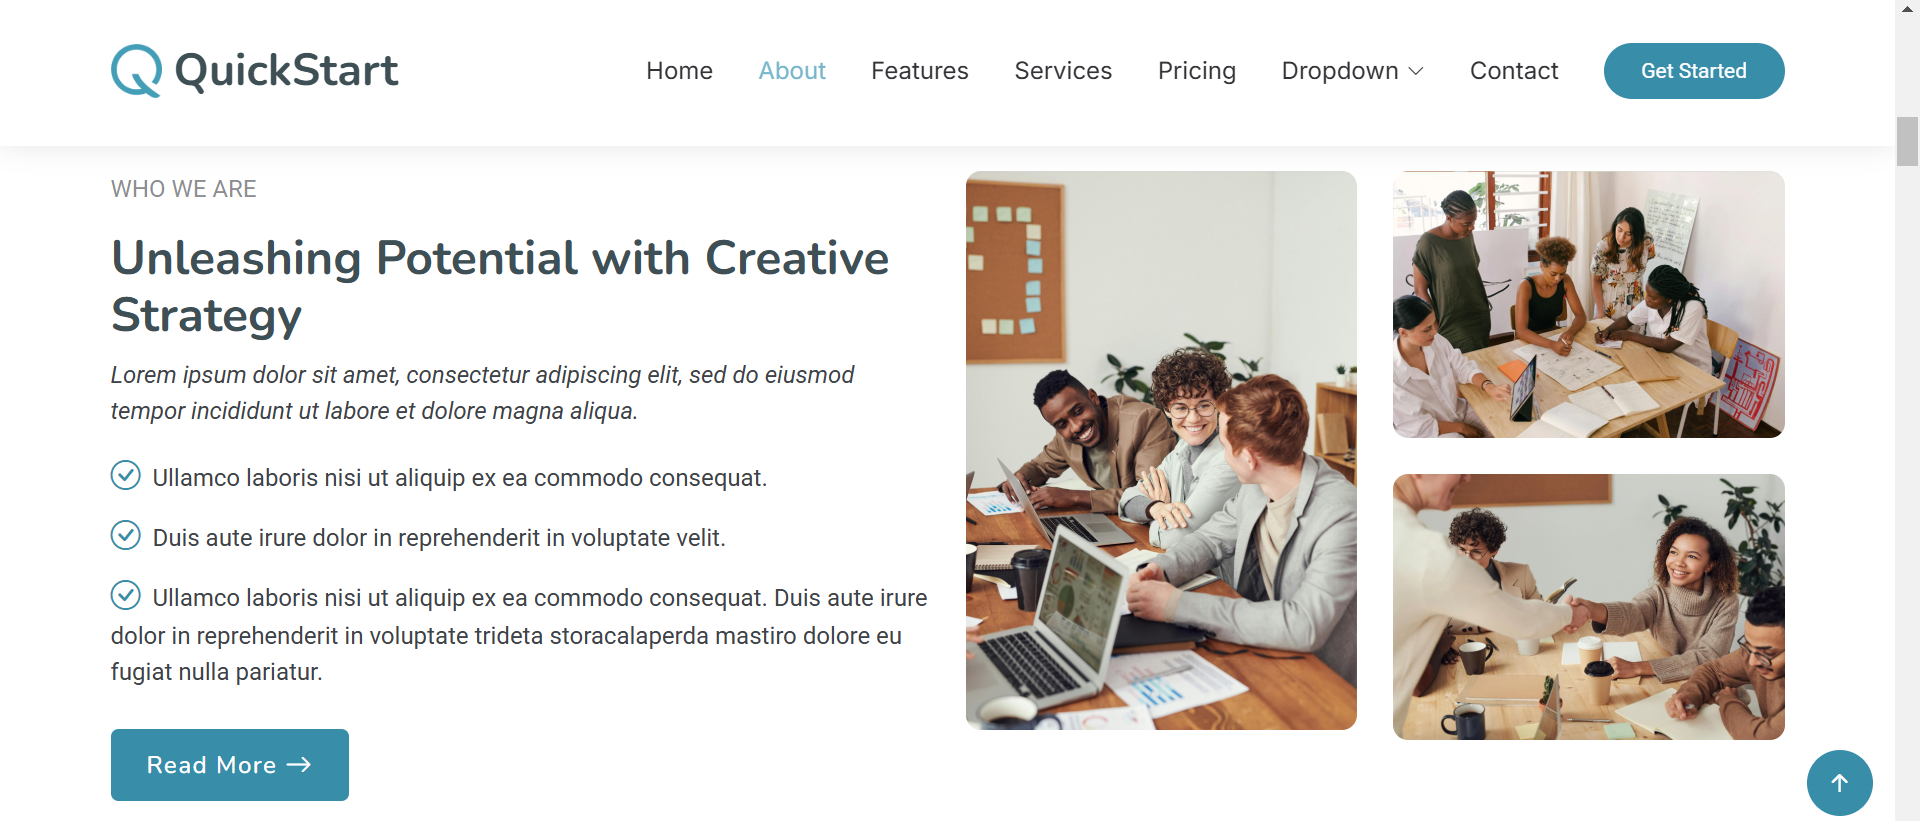 QuickStart
Home About Features Services Pricing Dropdown Contact Get Started
WHO WE ARE
Unleashing Potential with Creative
Strategy
Lorem ipsum dolor sit amet, consectetur adipiscing elit, sed do eiusmod
tempor incididunt ut labore et dolore magna aliqua.
Ullamco laboris nisi ut aliquip ex ea commodo consequat.
Duis aute irure dolor in reprehenderit in voluptate velit.
Ullamco laboris nisi ut aliquip ex ea commodo consequat. Duis aute irure
dolor in reprehenderit in voluptate trideta storacalaperda mastiro dolore eu
fugiat nulla pariatur.
Read More